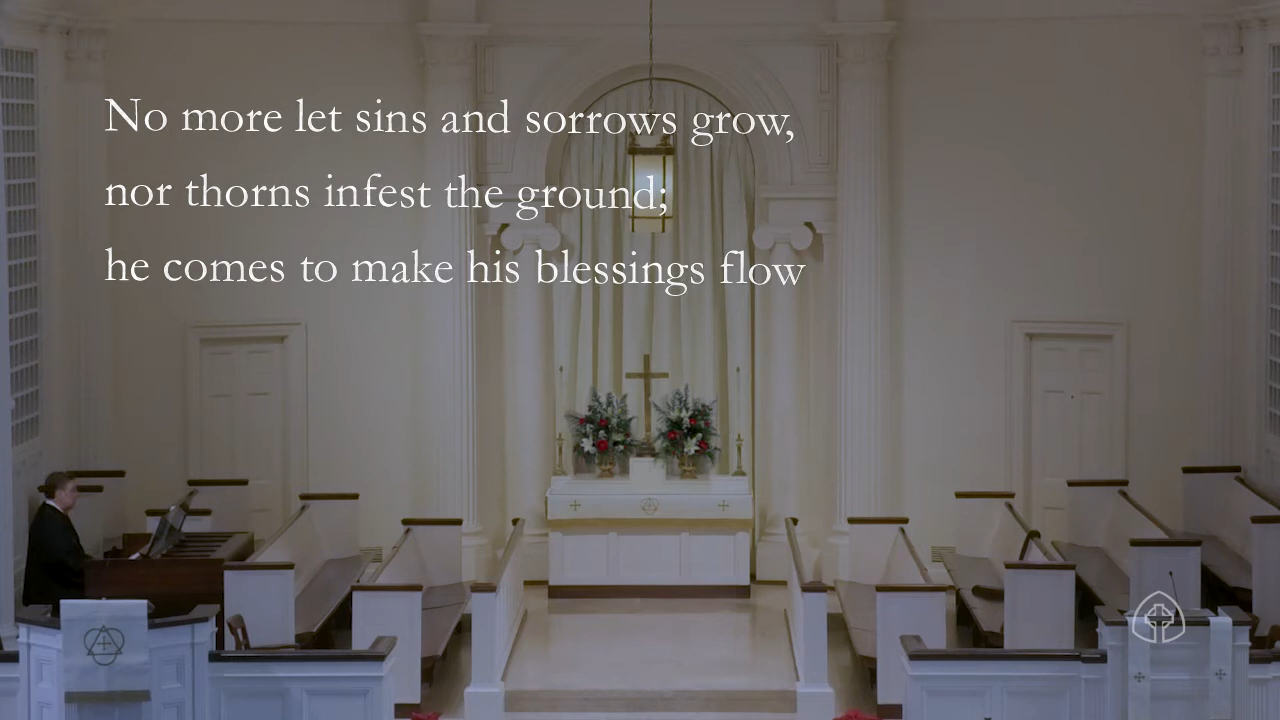 No more let sins and sorrows grow,
nor thorns infest the ground;
he comes to make his blessings flow